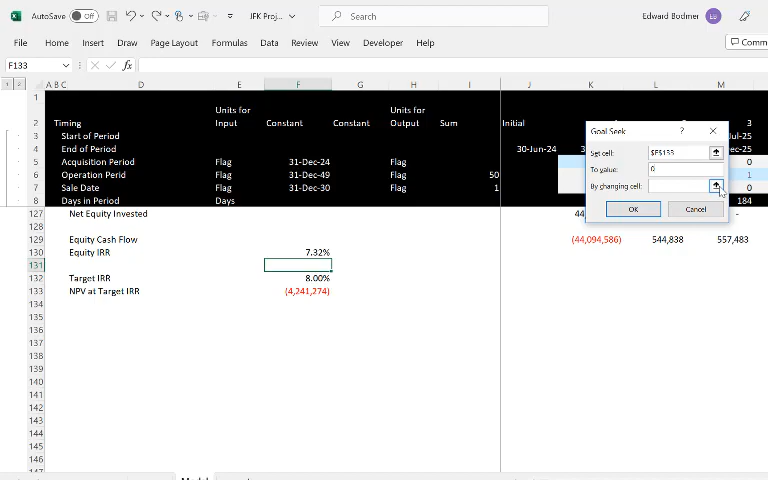 AutoSave Off JFK Proj... Search Edward Bodmer EB
File Home Insert Draw Page Layout Formulas Data Review View Developer Help Comm
F133 fx
1 2 A B C D E F G H I J K L M
1
Units for Units for
2 Timing Input Constant Constant Output Sum Initial 3
3 Start of Period Jul-25
4 End of Period 30-Jun-24 Dec-25
5 Acquisition Period Flag 31-Dec-24 Flag 0
6 Operation Peridd Flag 31-Dec-49 Flag 50 1
7 Sale Date Flag 31-Dec-30 Flag 1 0
8 Days in Period Days 184
127 Net Equity Invested 44 -
128
129 Equity Cash Flow (44,094,586) 544,838 557,483
130 Equity IRR 7.32%
131
132 Target IRR 8.00%
133 NPV at Target IRR (4,241,274)
134
135
136
137
138
139
140
141
142
143
144
145
146
Goal Seek ?
Set cell: $F$133
To value: 0
By changing cell:
OK Cancel